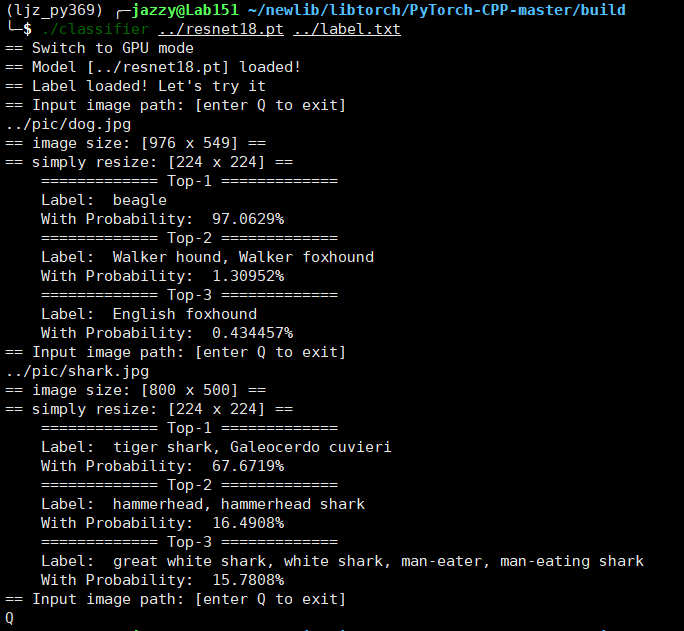 (ljz_py369) ╭─jazzy@Lab151 ~/newlib/libtorch/PyTorch-CPP-master/build
╰─$ ./classifier ../resnet18.pt ../label.txt
== Switch to GPU mode
== Model [../resnet18.pt] loaded!
== Label loaded! Let's try it
== Input image path: [enter Q to exit]
../pic/dog.jpg
== image size: [976 x 549] ==
== simply resize: [224 x 224] ==
    ============= Top-1 =============
    Label:  beagle
    With Probability:  97.0629%
    ============= Top-2 =============
    Label:  Walker hound, Walker foxhound
    With Probability:  1.30952%
    ============= Top-3 =============
    Label:  English foxhound
    With Probability:  0.434457%
== Input image path: [enter Q to exit]
../pic/shark.jpg
== image size: [800 x 500] ==
== simply resize: [224 x 224] ==
    ============= Top-1 =============
    Label:  tiger shark, Galeocerdo cuvieri
    With Probability:  67.6719%
    ============= Top-2 =============
    Label:  hammerhead, hammerhead shark
    With Probability:  16.4908%
    ============= Top-3 =============
    Label:  great white shark, white shark, man-eater, man-eating shark
    With Probability:  15.7808%
== Input image path: [enter Q to exit]
Q